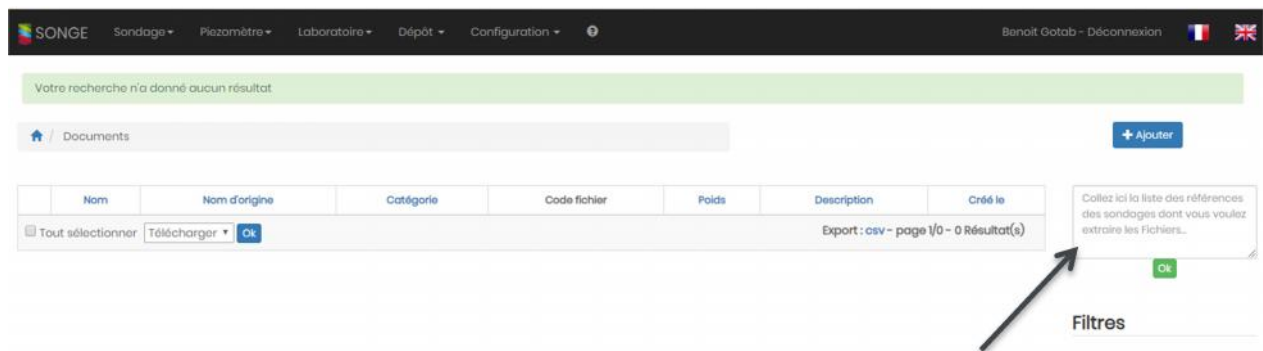 SONGE Sondage Piezomètre Laboratoire Dépôt Configuration ? Benoit Gotab - Déconnexion
Votre recherche n'a donné aucun résultat
/ Documents
+ Ajouter
Nom Nom d'origine Catégorie Code fichier Poids Description Créé le
Tout sélectionner Télécharger Ok Export : csv - page 1/0 - 0 Résultat(s)
Collez ici la liste des références
des sondages dont vous voulez
extraire les Fichiers...
Ok
Filtres